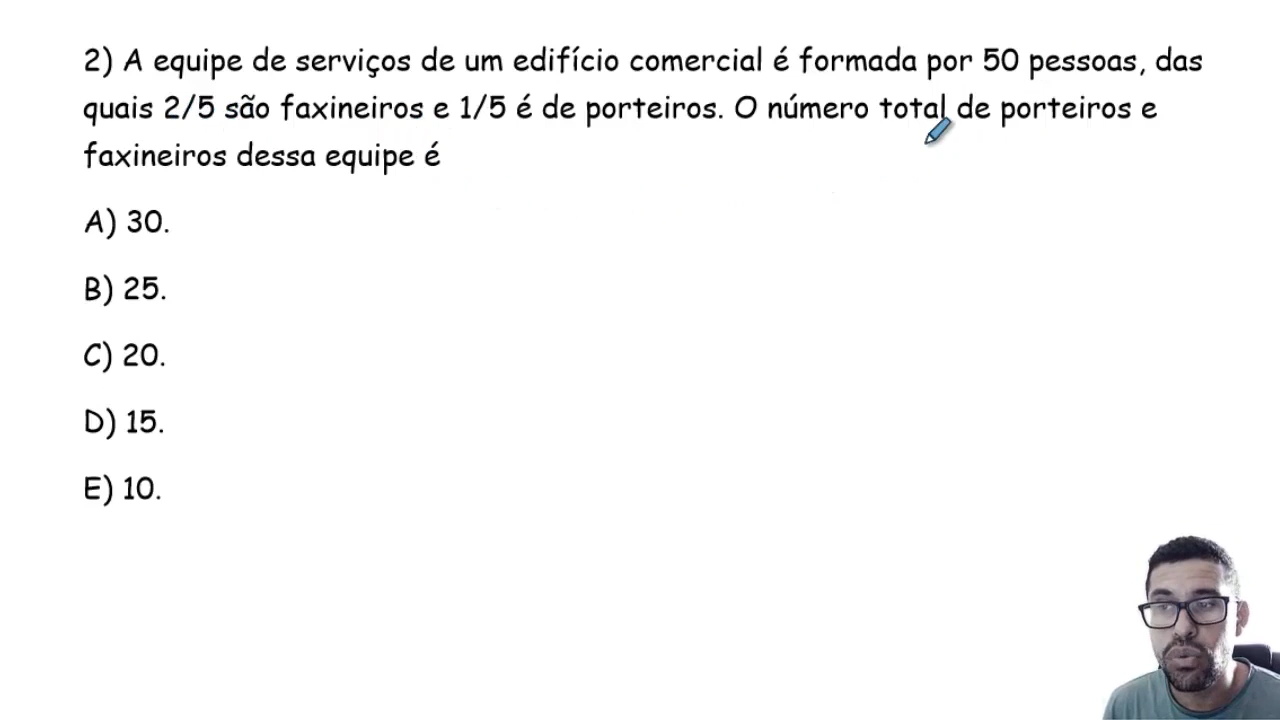 2) A equipe de serviços de um edifício comercial é formada por 50 pessoas, das
quais 2/5 são faxineiros e 1/5 é de porteiros. O número total de porteiros e
faxineiros dessa equipe é
A) 30.
B) 25.
C) 20.
D) 15.
E) 10.